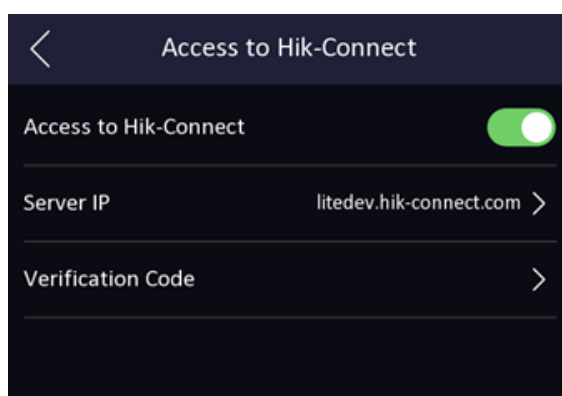 Access to Hik-Connect
Access to Hik-Connect
Server IP litedev.hik-connect.com
Verification Code